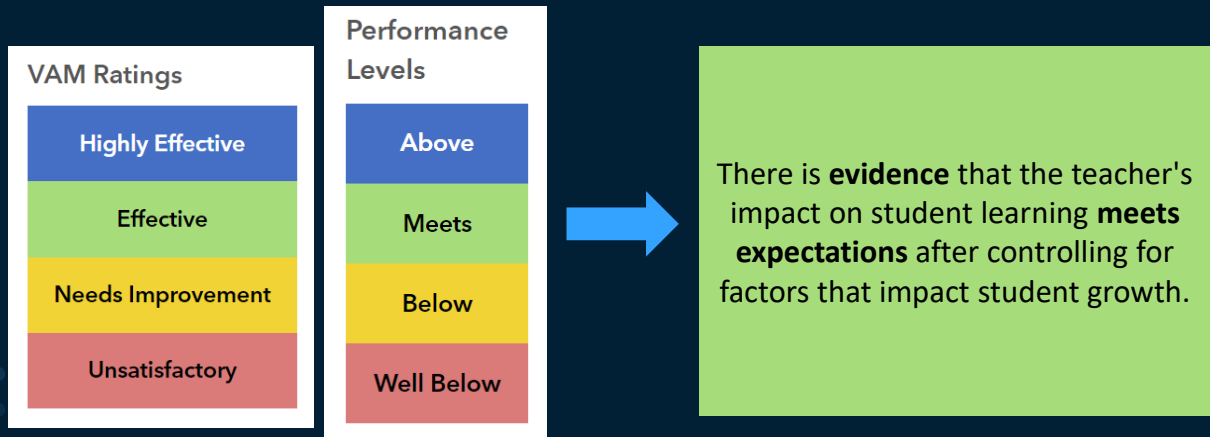 VAM Ratings
Highly Effective
Effective
Needs Improvement
Unsatisfactory
Performance
Levels
Above
Meets
Below
Well Below
There is evidence that the teacher's
impact on student learning meets
expectations after controlling for
factors that impact student growth.